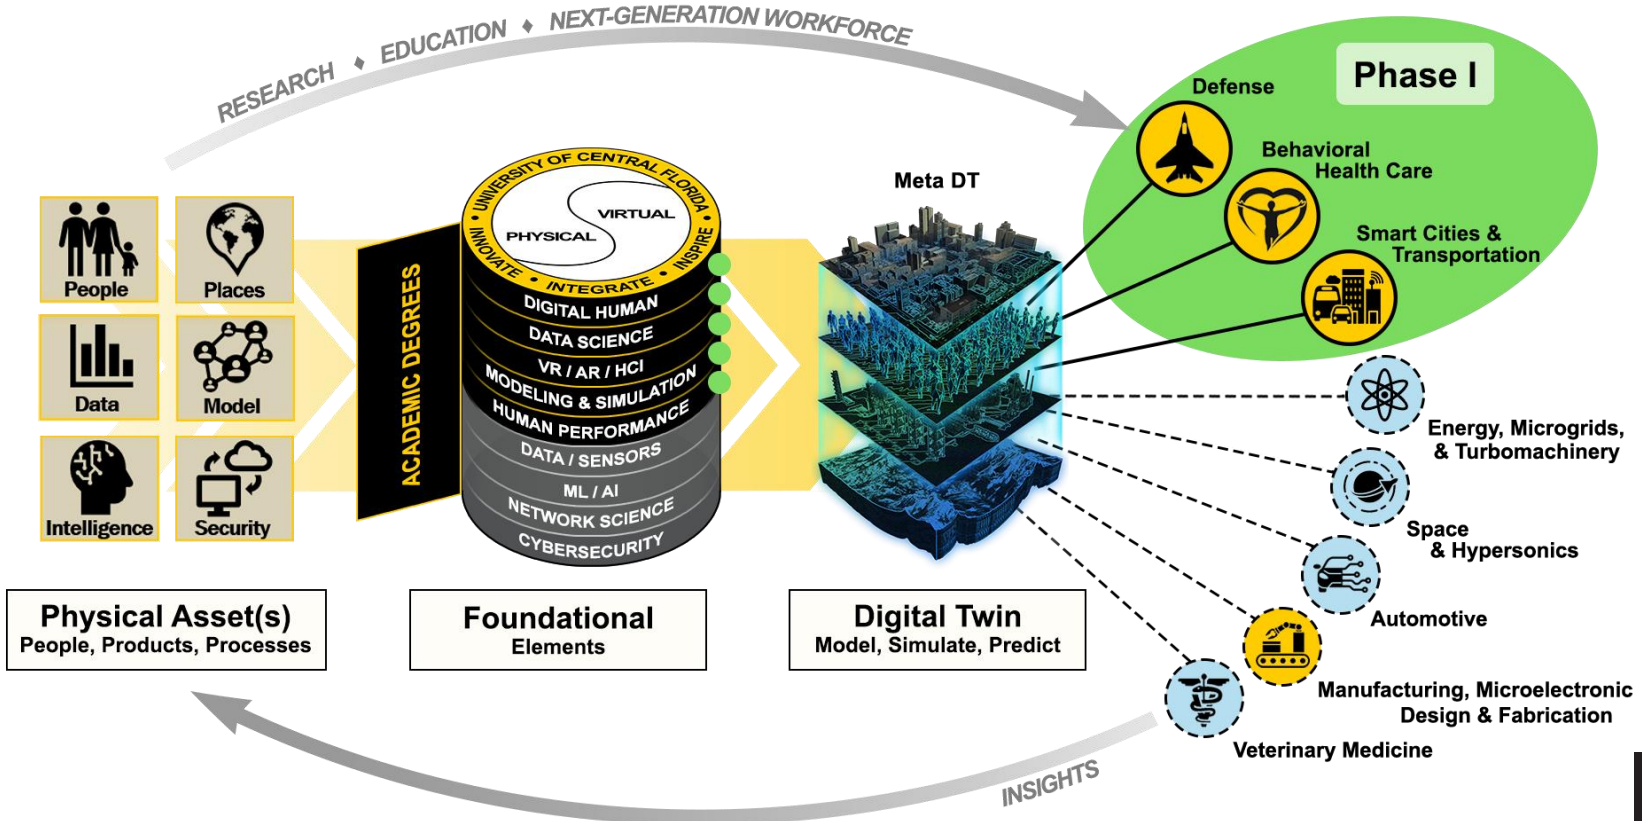 RESEARCH ♦ EDUCATION ♦ NEXT-GENERATION WORKFORCE
People
Places
Data
Model
Intelligence
Security
Physical Asset(s)
People, Products, Processes
ACADEMIC DEGREES
UNIVERSITY OF CENTRAL FLORIDA
INNOVATE • INTEGRATE • INSPIRE
PHYSICAL
VIRTUAL
DIGITAL HUMAN
DATA SCIENCE
VR / AR / HCI
MODELING & SIMULATION
HUMAN PERFORMANCE
DATA / SENSORS
ML / AI
NETWORK SCIENCE
CYBERSECURITY
Foundational
Elements
Meta DT
Digital Twin
Model, Simulate, Predict
Phase I
Defense
Behavioral
Health Care
Smart Cities &
Transportation
Energy, Microgrids,
& Turbomachinery
Space
& Hypersonics
Automotive
Manufacturing, Microelectronic
Design & Fabrication
Veterinary Medicine
INSIGHTS